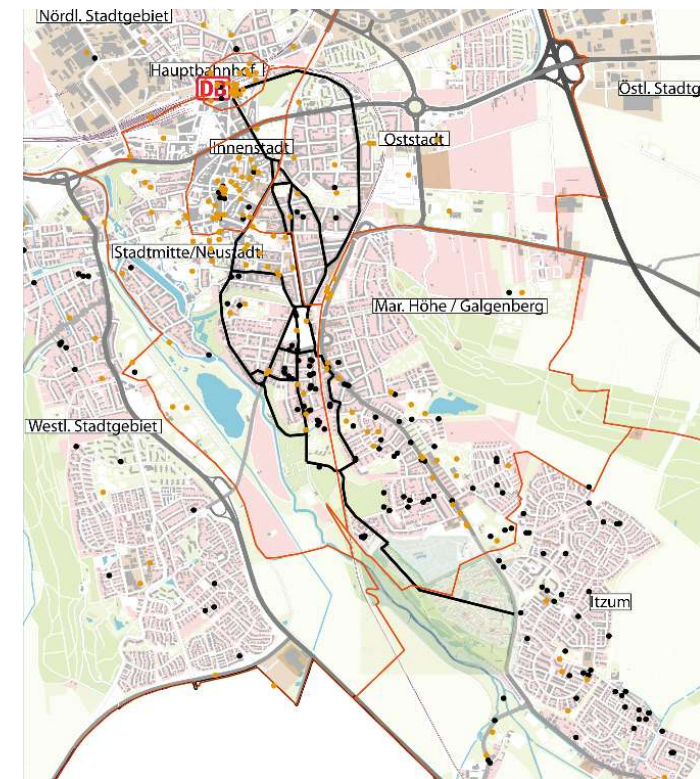 Nördl. Stadtgebiet
Hauptbahnhof
DB
Östl. Stadtg
Innenstadt
Oststadt
Stadtmitte/Neustadt
Mar. Höhe / Galgenberg
Westl. Stadtgebiet
Itzum